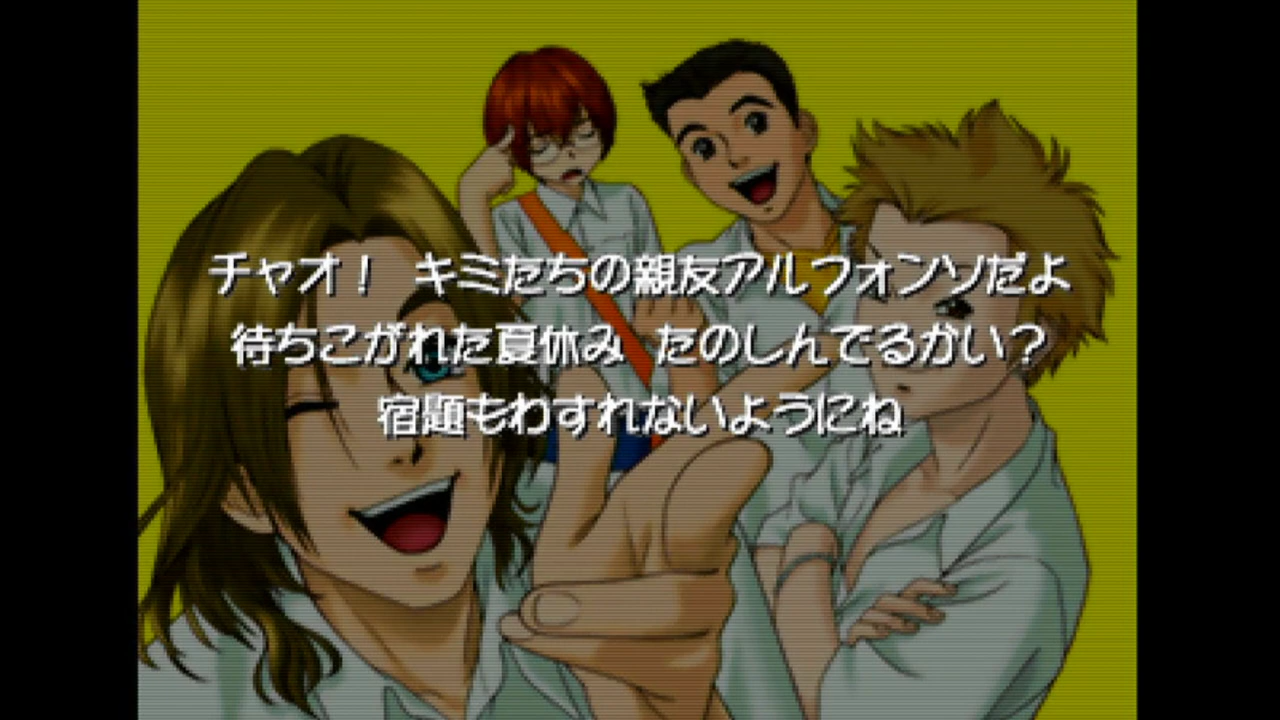 チャオ！ キミたちの親友アルフォンソだよ
待ちこがれた夏休み たのしんでるかい？
宿題もわすれないようにね